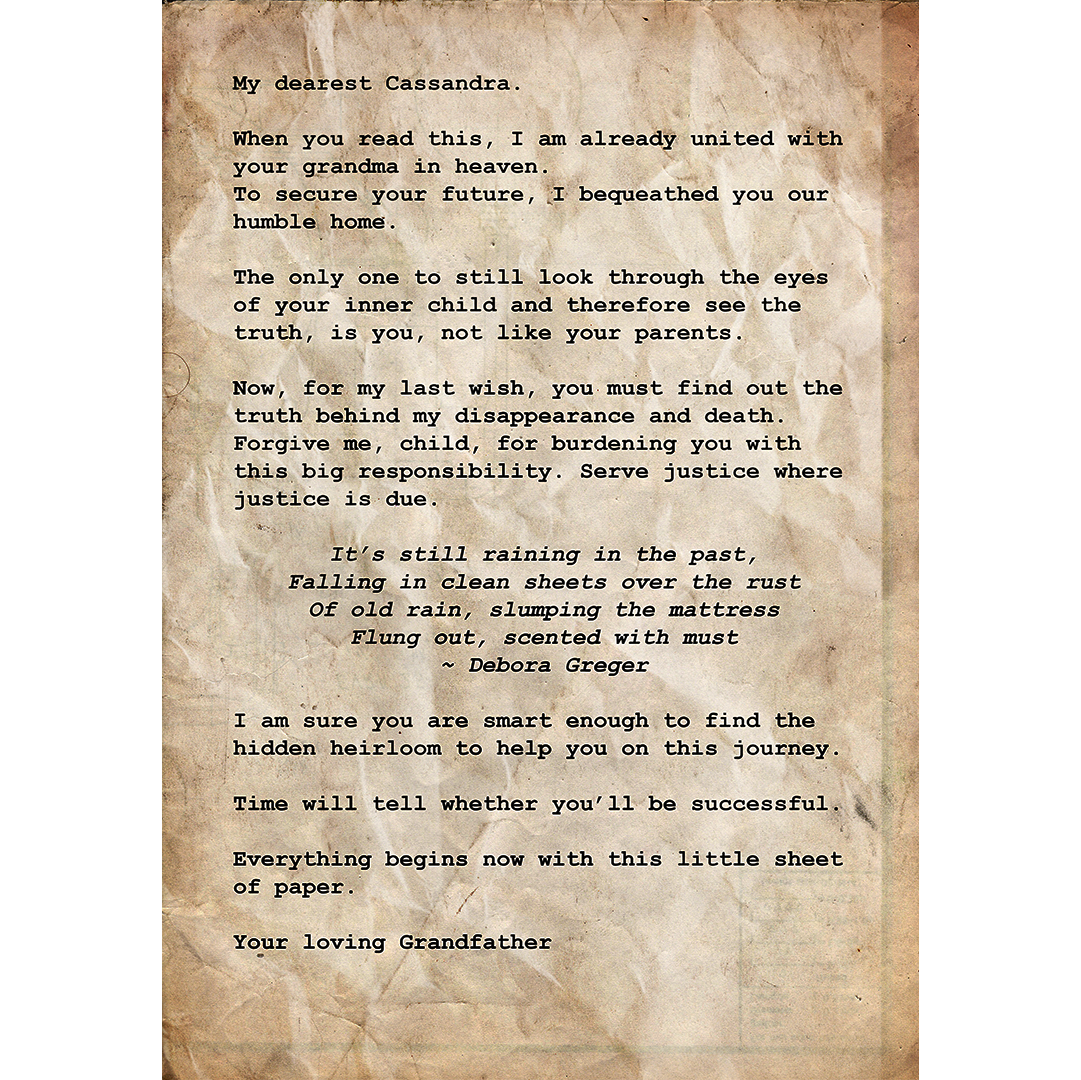 My dearest Cassandra.
When you read this, I am already united with
your grandma in heaven.
To secure your future, I bequeathed you our
humble home.
The only one to still look through the eyes
of your inner child and therefore see the
truth, is you, not like your parents.
Now, for my last wish, you must find out the
truth behind my disappearance and death.
Forgive me, child, for burdening you with
this big responsibility. Serve justice where
justice is due.
It’s still raining in the past,
Falling in clean sheets over the rust
Of old rain, slumping the mattress
Flung out, scented with must
~ Debora Greger
I am sure you are smart enough to find the
hidden heirloom to help you on this journey.
Time will tell whether you’ll be successful.
Everything begins now with this little sheet
of paper.
Your loving Grandfather